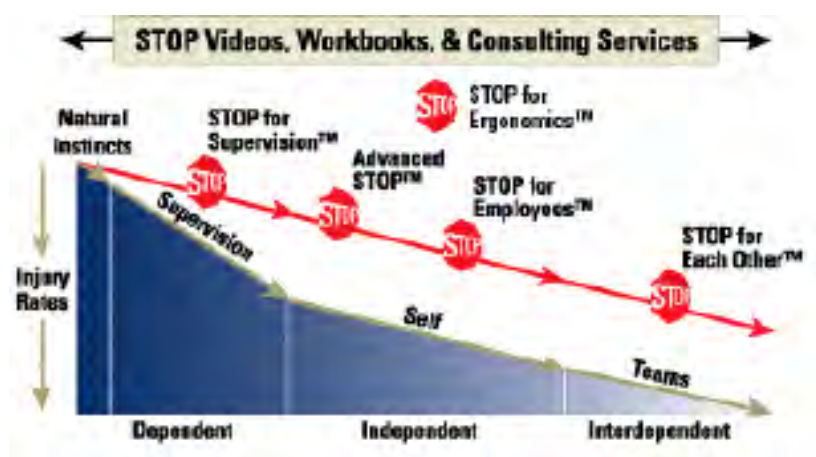 STOP Videos, Workbooks, & Consulting Services
Natural
Instincts
STOP for
Supervision™
STOP for
Ergonomics™
Advanced
STOP™
STOP for
Employees™
STOP for
Each Other™
STOP
STOP
STOP
STOP
STOP
Supervision
Self
Teams
Injury
Rates
Dependent
Independent
Interdependent